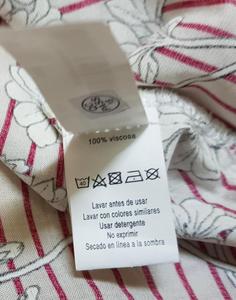 100% viscosa
40
Lavar antes de usar
Lavar con colores similares
Usar detergente
No exprimir
Secado en línea a la sombra